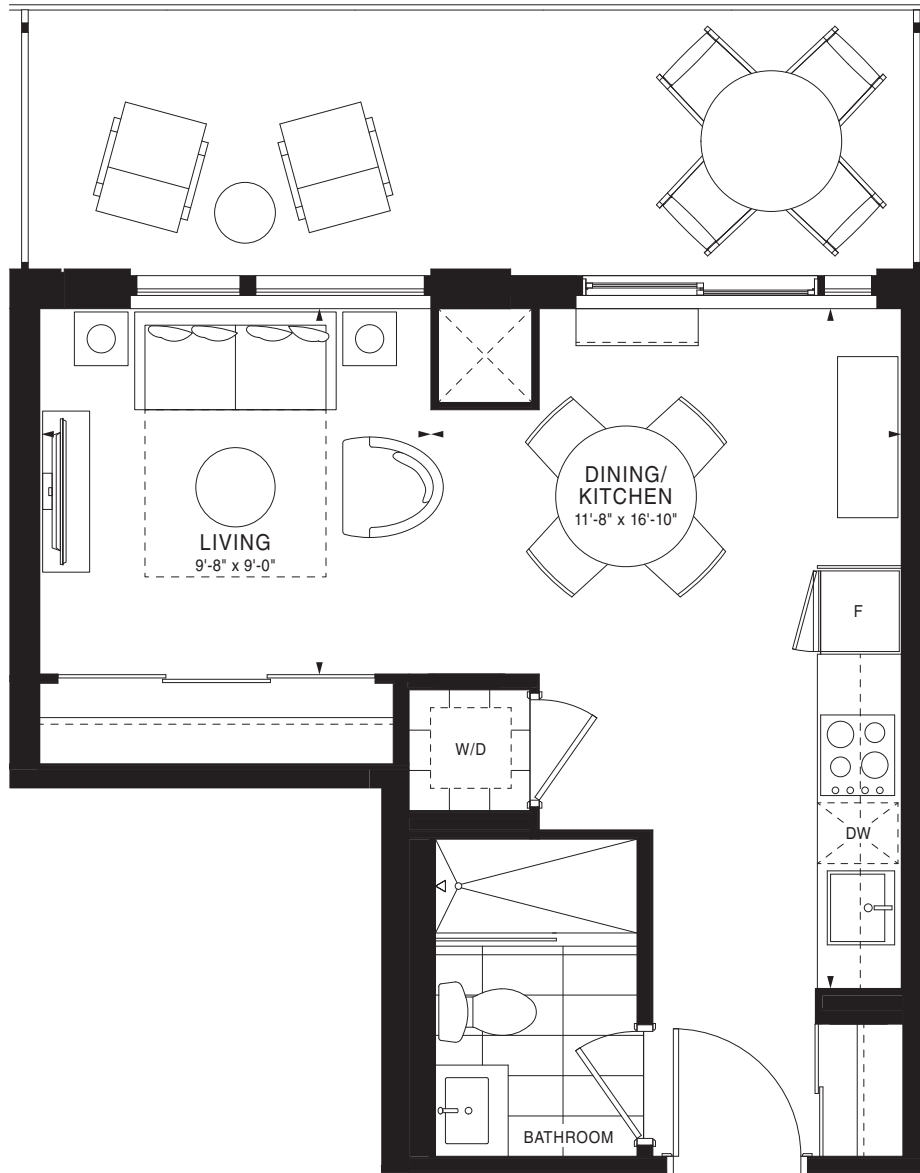 DINING/
KITCHEN
11'-8" x 16'-10"
LIVING
9'-8" x 9'-0"
F
W/D
DW
BATHROOM